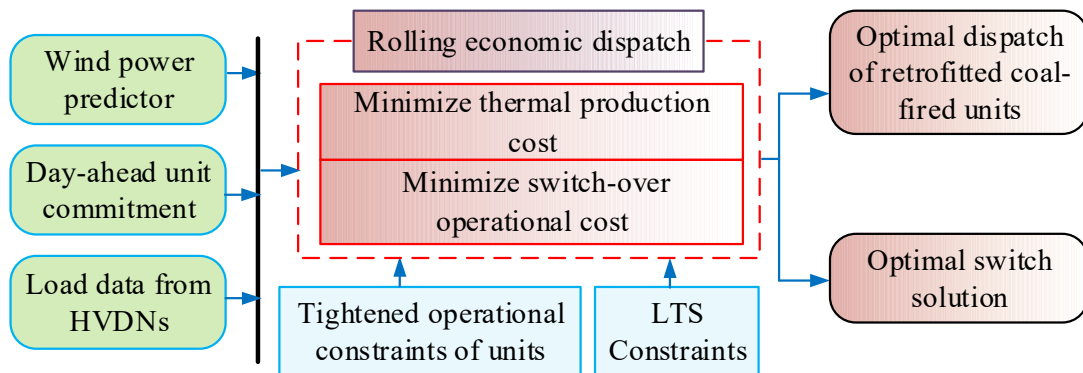 Wind power
predictor
Day-ahead unit
commitment
Load data from
HVDNs
Rolling economic dispatch
Minimize thermal production
cost
Minimize switch-over
operational cost
Tightened operational
constraints of units
LTS
Constraints
Optimal dispatch
of retrofitted coal-
fired units
Optimal switch
solution